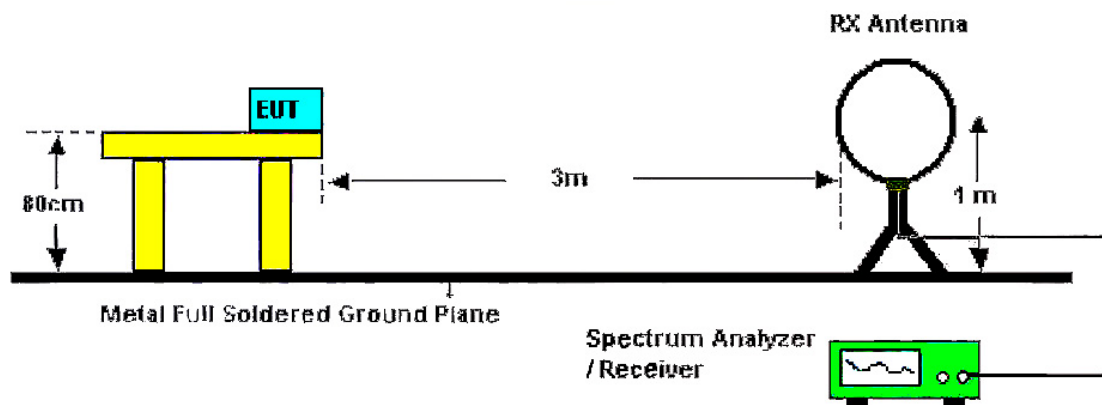 RX Antenna
EUT
80cm
3m
1 m
Metal Full Soldered Ground Plane
Spectrum Analyzer
/ Receiver